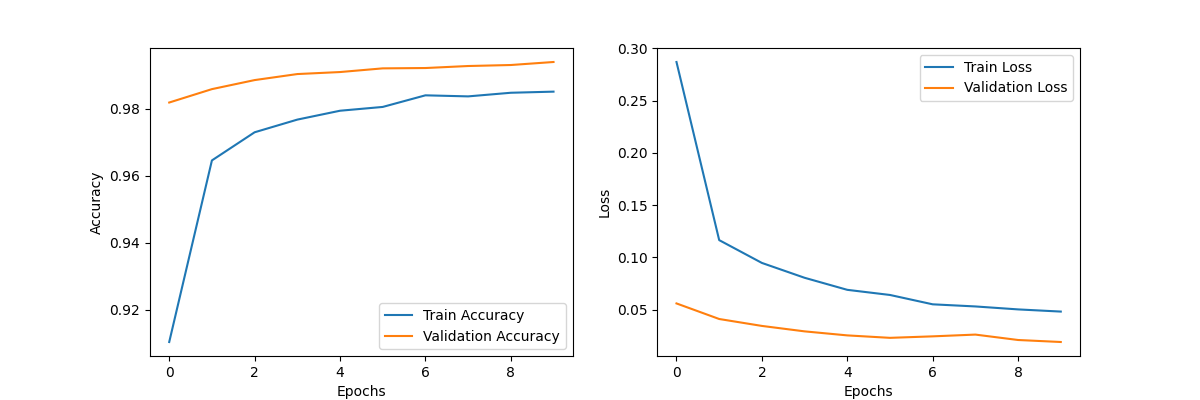 0.98
0.96
0.94
0.92
Accuracy
0 2 4 6 8
Epochs
Train Accuracy
Validation Accuracy
0.30
0.25
0.20
0.15
0.10
0.05
Loss
0 2 4 6 8
Epochs
Train Loss
Validation Loss